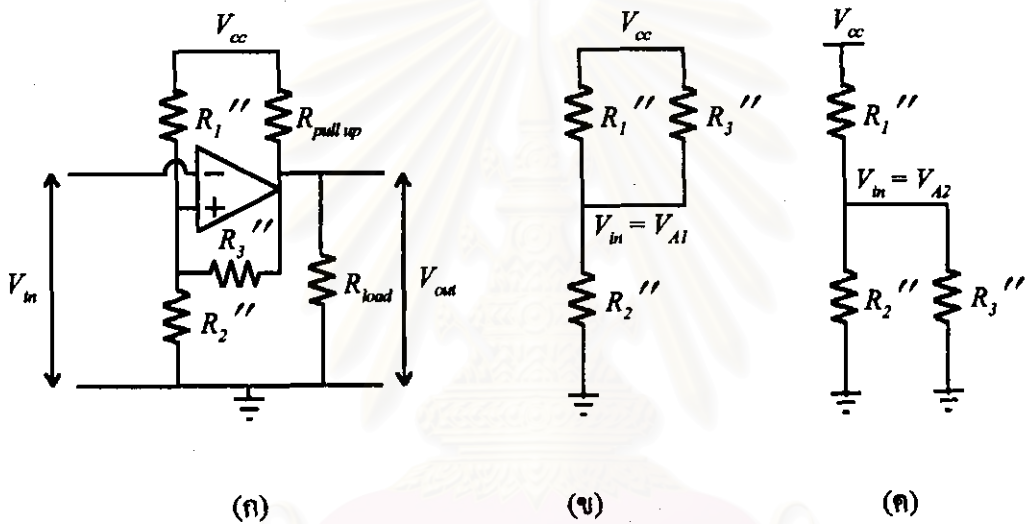 V_cc
R_1''
R_pull up
−
+
R_3''
V_in
R_2''
R_load
V_out
(ก)
V_cc
R_1''
R_3''
V_in = V_A1
R_2''
(ข)
V_cc
R_1''
V_in = V_A2
R_2''
R_3''
(ค)